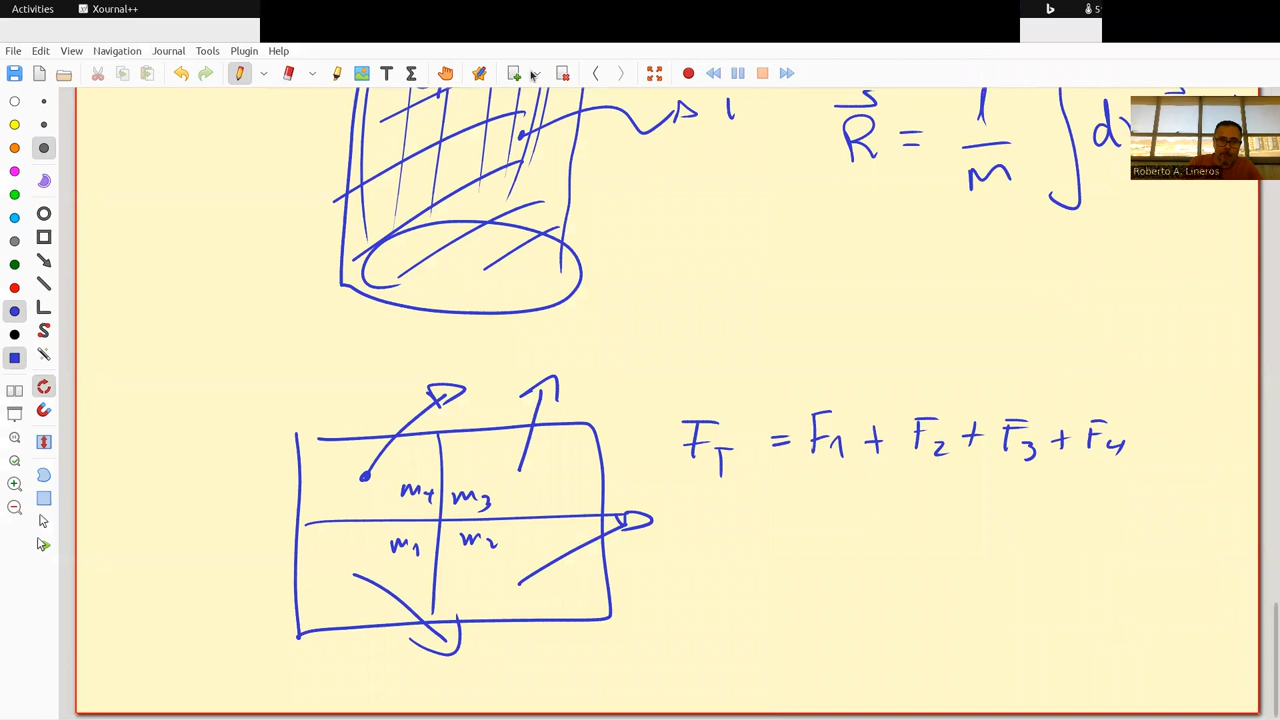 Activities Xournal++
5
File Edit View Navigation Journal Tools Plugin Help
R = 1/m ∫ d
Roberto A. Lineros
F_T = F_1 + F_2 + F_3 + F_4
m_4 m_3
m_1 m_2